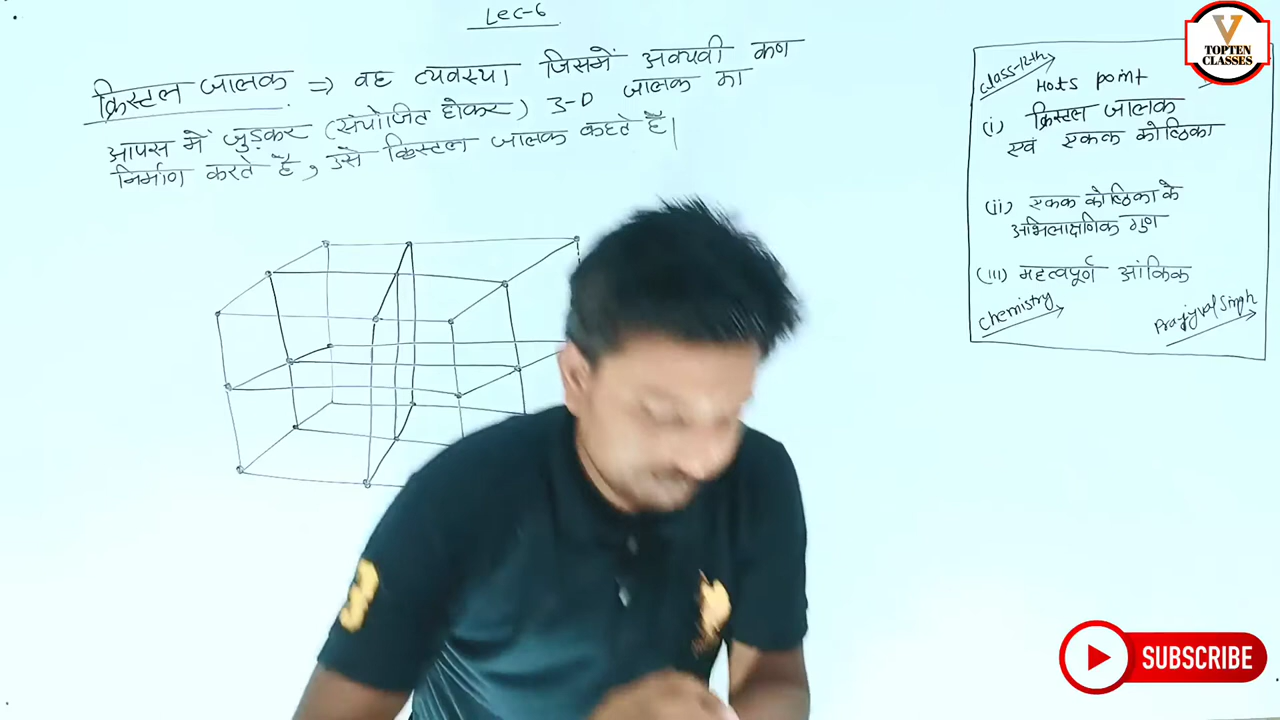 Lec-6
क्रिस्टल जालक ⇒ वह व्यवस्था जिसमें अवयवी कण
आपस में जुड़कर (संयोजित होकर) 3-D जालक का
निर्माण करते हैं, उसे क्रिस्टल जालक कहते हैं।
Class-12th
Hots point
(i) क्रिस्टल जालक
एवं एकक कोष्ठिका
(ii) एकक कोष्ठिका के
अभिलाक्षणिक गुण
(iii) महत्वपूर्ण आंकिक
Chemistry
Prajjwal Singh
V
TOPTEN
CLASSES
3
SUBSCRIBE